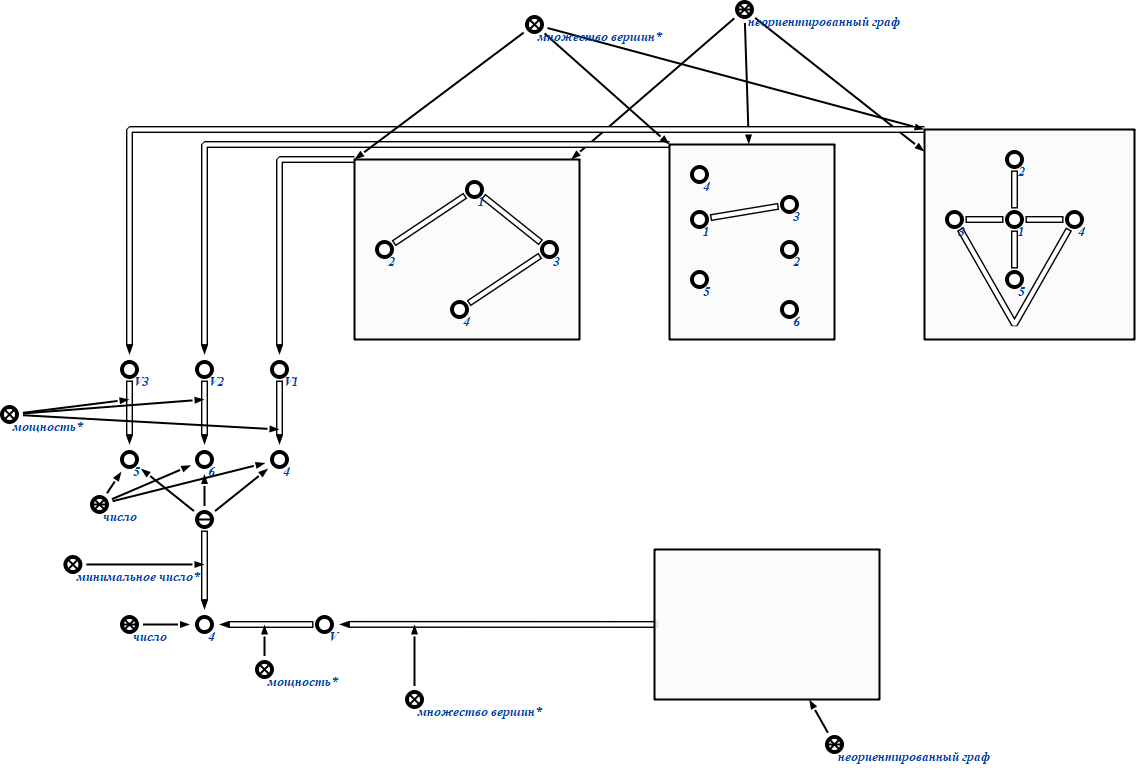 неориентированный граф
множество вершин*
2
1
3
4
4
1
3
2
5
6
2
3
1
4
5
V3
V2
V1
мощность*
5
6
4
число
минимальное число*
число
4
V
мощность*
множество вершин*
неориентированный граф